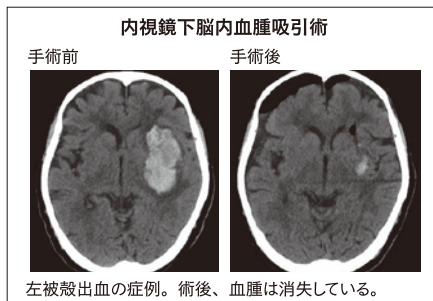 内視鏡下脳内血腫吸引術
手術前
手術後
左被殻出血の症例。術後、血腫は消失している。